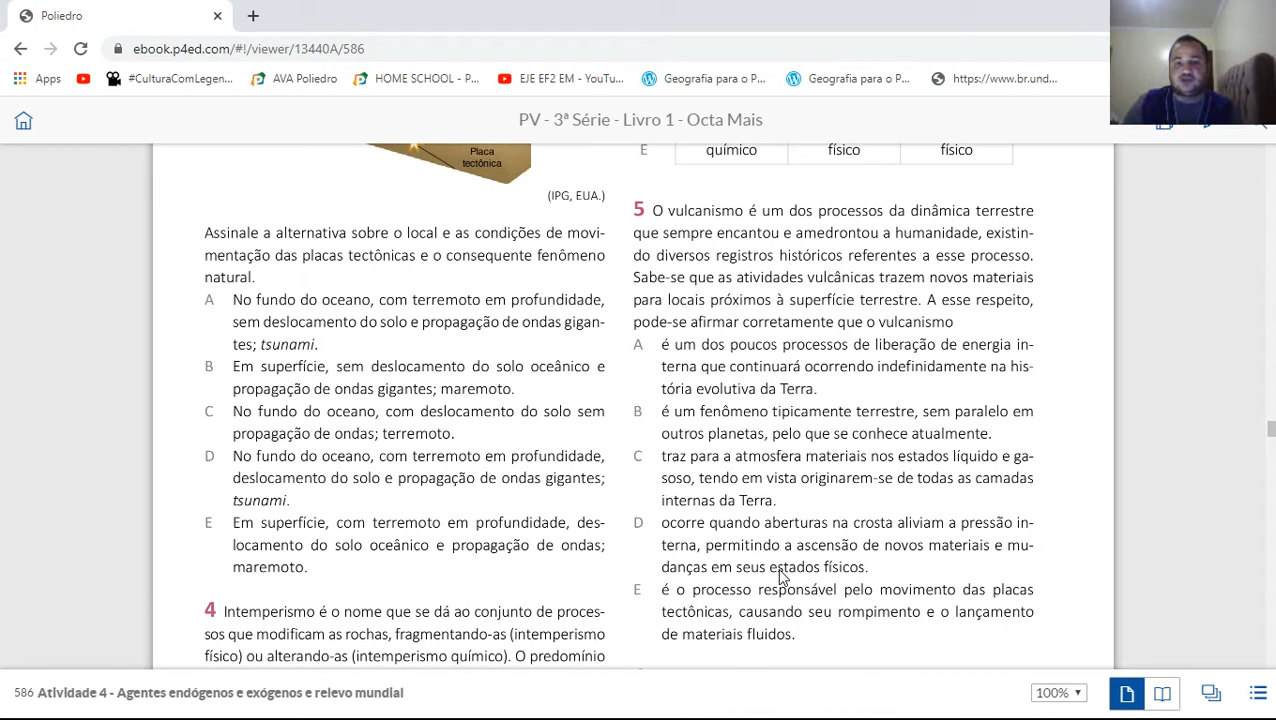 Poliedro
ebook.p4ed.com/#!/viewer/13440A/586
Apps
#CulturaComLegen...
AVA Poliedro
HOME SCHOOL - P...
EJE EF2 EM - YouTu...
Geografia para o P...
Geografia para o P...
https://www.br.und...
PV - 3ª Série - Livro 1 - Octa Mais
Placa
tectônica
(IPG, EUA.)
Assinale a alternativa sobre o local e as condições de movi-
mentação das placas tectônicas e o consequente fenômeno
natural.
A No fundo do oceano, com terremoto em profundidade,
sem deslocamento do solo e propagação de ondas gigan-
tes; tsunami.
B Em superfície, sem deslocamento do solo oceânico e
propagação de ondas gigantes; maremoto.
C No fundo do oceano, com deslocamento do solo sem
propagação de ondas; terremoto.
D No fundo do oceano, com terremoto em profundidade,
deslocamento do solo e propagação de ondas gigantes;
tsunami.
E Em superfície, com terremoto em profundidade, des-
locamento do solo oceânico e propagação de ondas;
maremoto.
4 Intemperismo é o nome que se dá ao conjunto de proces-
sos que modificam as rochas, fragmentando-as (intemperismo
físico) ou alterando-as (intemperismo químico). O predomínio
E químico físico físico
5 O vulcanismo é um dos processos da dinâmica terrestre
que sempre encantou e amedrontou a humanidade, existin-
do diversos registros históricos referentes a esse processo.
Sabe-se que as atividades vulcânicas trazem novos materiais
para locais próximos à superfície terrestre. A esse respeito,
pode-se afirmar corretamente que o vulcanismo
A é um dos poucos processos de liberação de energia in-
terna que continuará ocorrendo indefinidamente na his-
tória evolutiva da Terra.
B é um fenômeno tipicamente terrestre, sem paralelo em
outros planetas, pelo que se conhece atualmente.
C traz para a atmosfera materiais nos estados líquido e ga-
soso, tendo em vista originarem-se de todas as camadas
internas da Terra.
D ocorre quando aberturas na crosta aliviam a pressão in-
terna, permitindo a ascensão de novos materiais e mu-
danças em seus estados físicos.
E é o processo responsável pelo movimento das placas
tectônicas, causando seu rompimento e o lançamento
de materiais fluidos.
586 Atividade 4 - Agentes endógenos e exógenos e relevo mundial
100%